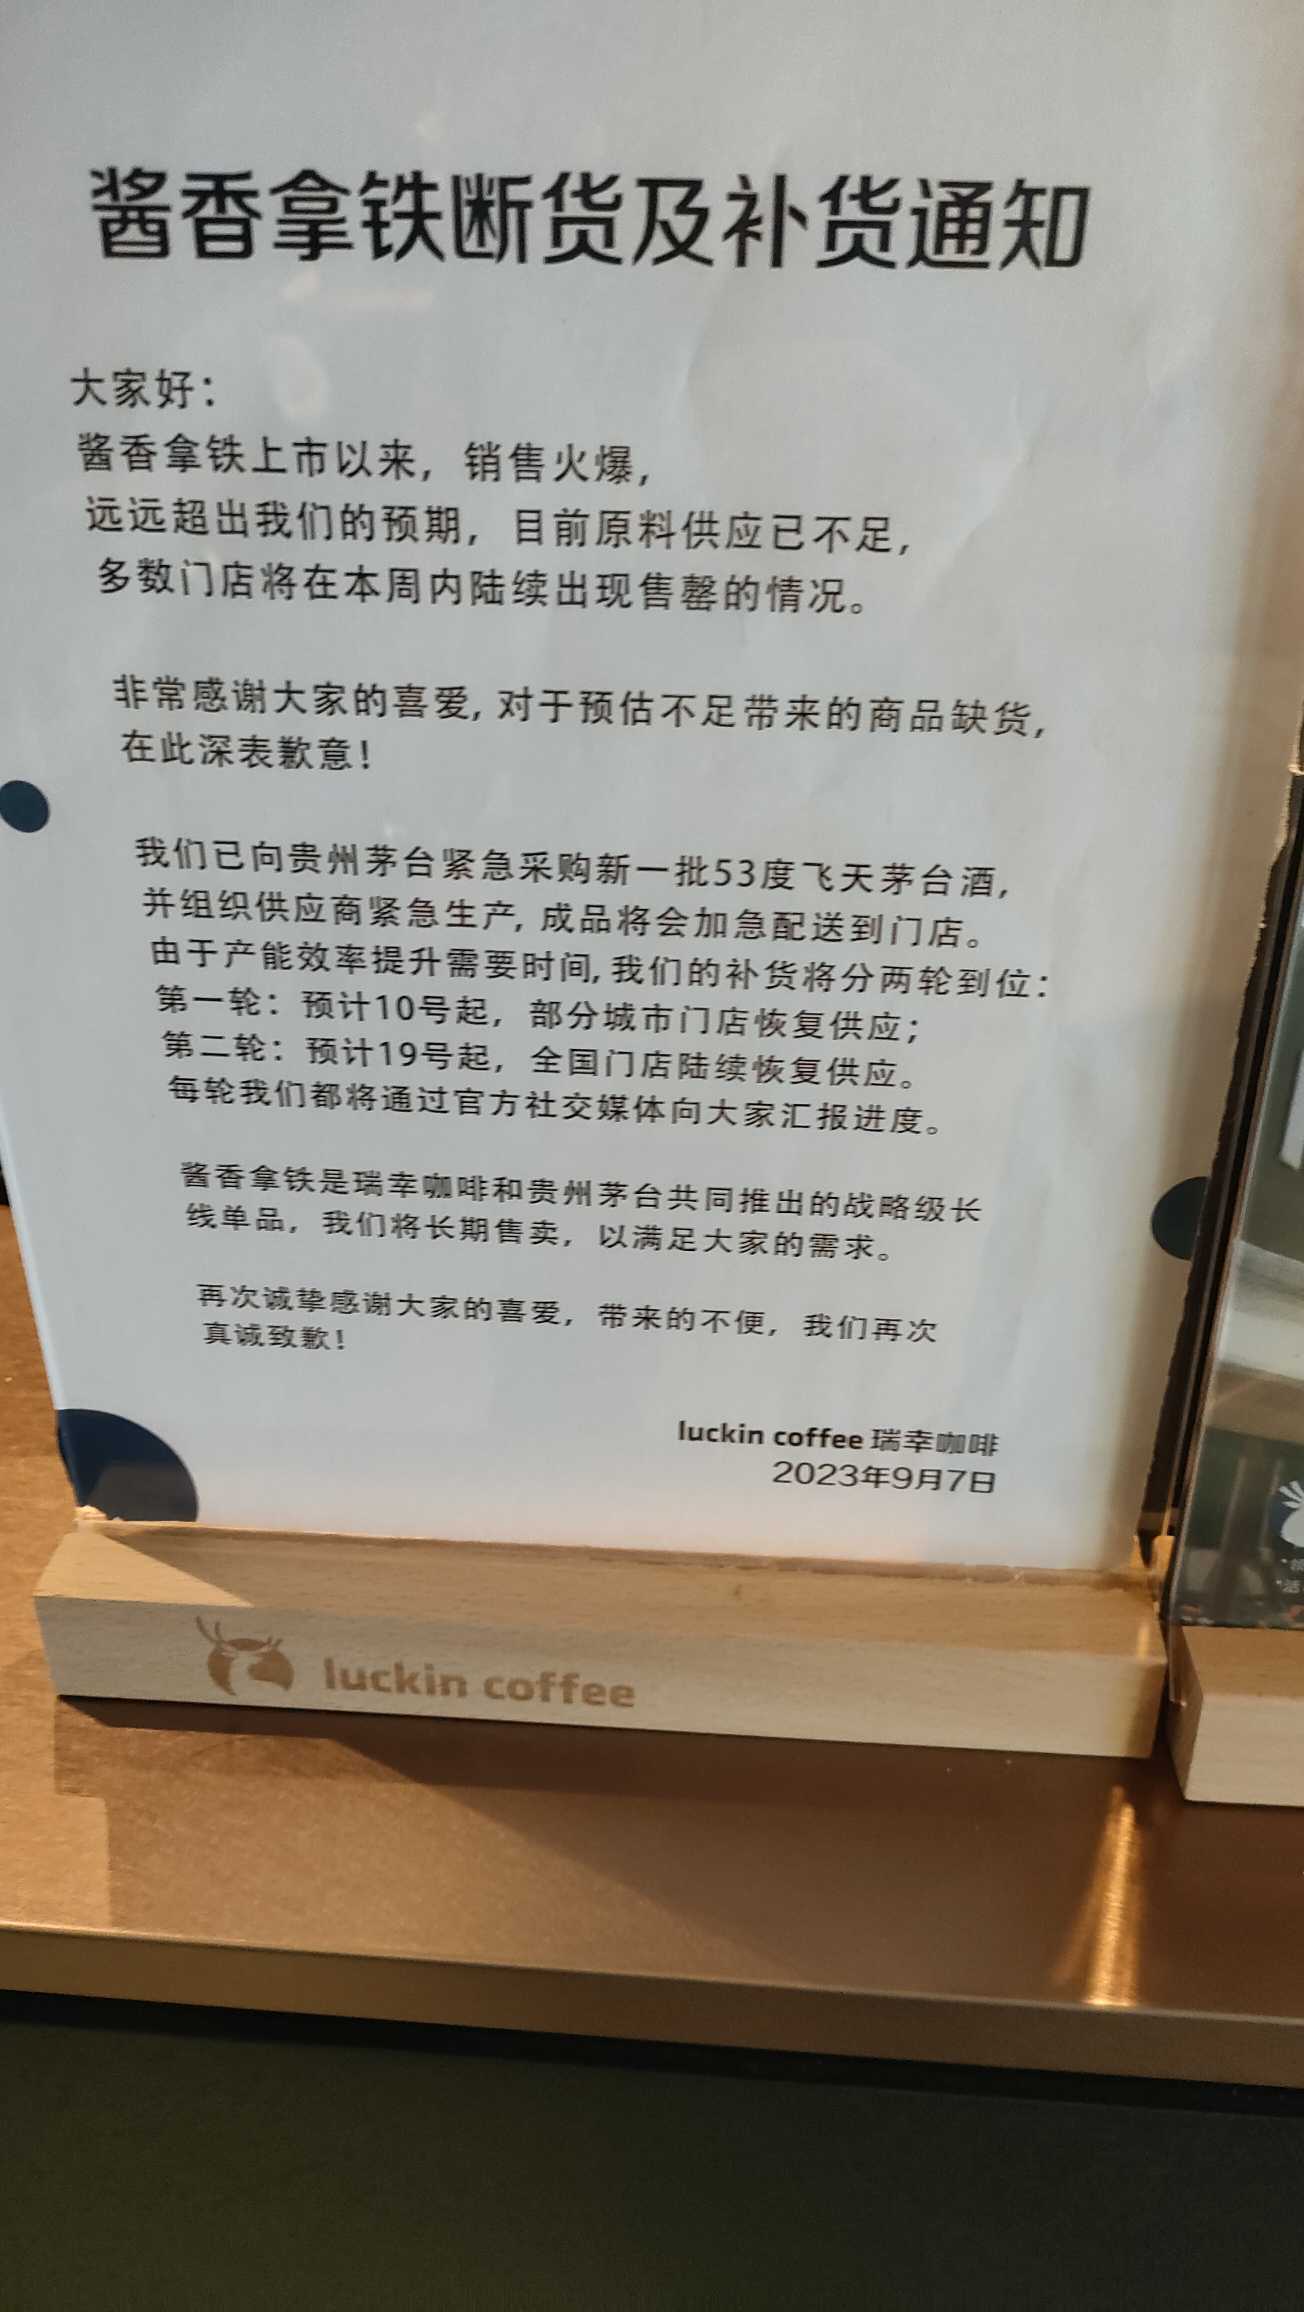 酱香拿铁断货及补货通知
大家好：
酱香拿铁上市以来，销售火爆，
远远超出我们的预期，目前原料供应已不足，
多数门店将在本周内陆续出现售罄的情况。
非常感谢大家的喜爱，对于预估不足带来的商品缺货，
在此深表歉意！
我们已向贵州茅台紧急采购新一批53度飞天茅台酒，
并组织供应商紧急生产，成品将会加急配送到门店。
由于产能效率提升需要时间，我们的补货将分两轮到位：
第一轮：预计10号起，部分城市门店恢复供应；
第二轮：预计19号起，全国门店陆续恢复供应。
每轮我们都将通过官方社交媒体向大家汇报进度。
酱香拿铁是瑞幸咖啡和贵州茅台共同推出的战略级长
线单品，我们将长期售卖，以满足大家的需求。
再次诚挚感谢大家的喜爱，带来的不便，我们再次
真诚致歉！
luckin coffee 瑞幸咖啡
2023年9月7日
luckin coffee